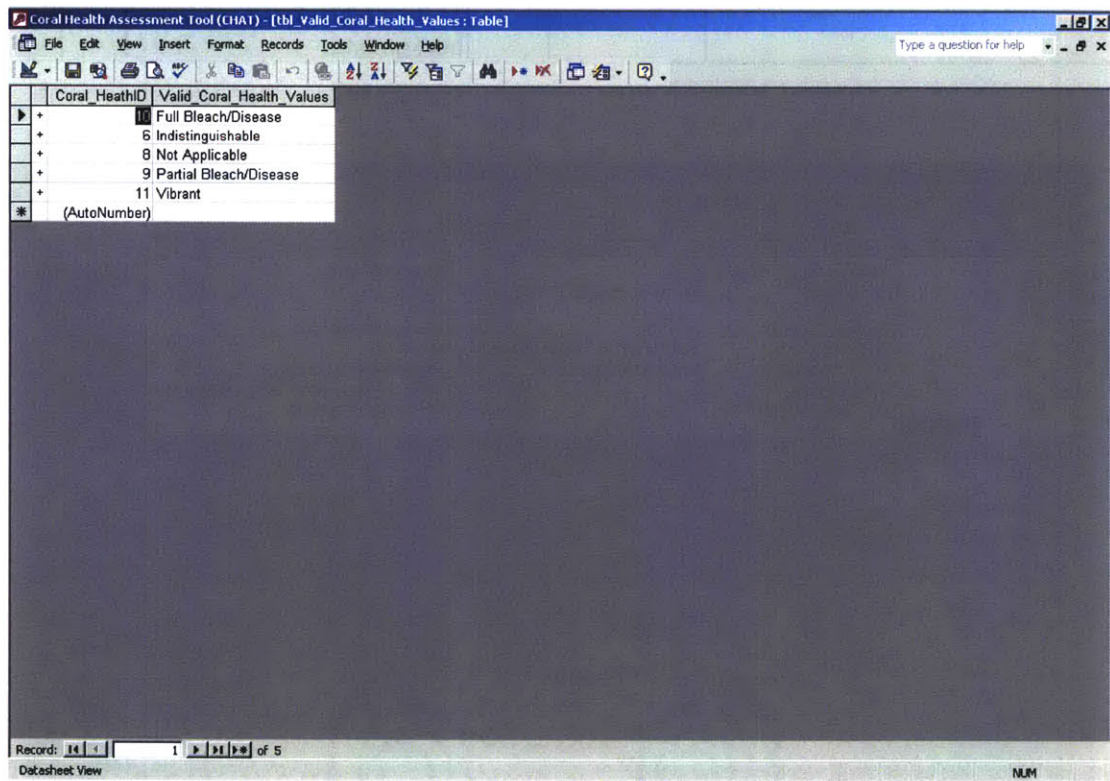 Coral Health Assessment Tool (CHAT) - [tbl_Valid_Coral_Health_Values : Table]
File Edit View Insert Format Records Tools Window Help Type a question for help
Coral_HeathID Valid_Coral_Health_Values
10 Full Bleach/Disease
6 Indistinguishable
8 Not Applicable
9 Partial Bleach/Disease
11 Vibrant
(AutoNumber)
Record: 1 of 5
Datasheet View NUM